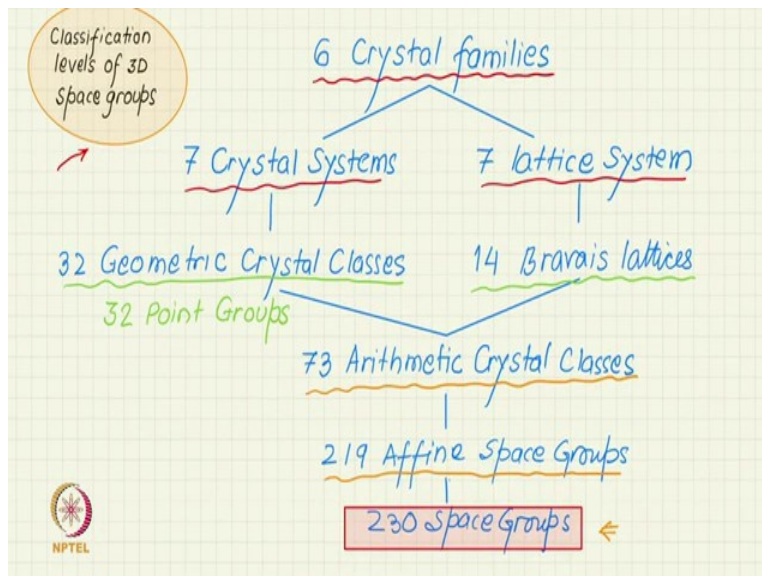 Classification
levels of 3D
Space groups
6 Crystal families
7 Crystal Systems
7 lattice System
32 Geometric Crystal Classes
14 Bravais lattices
32 Point Groups
73 Arithmetic Crystal Classes
219 Affine Space Groups
230 Space Groups
NPTEL